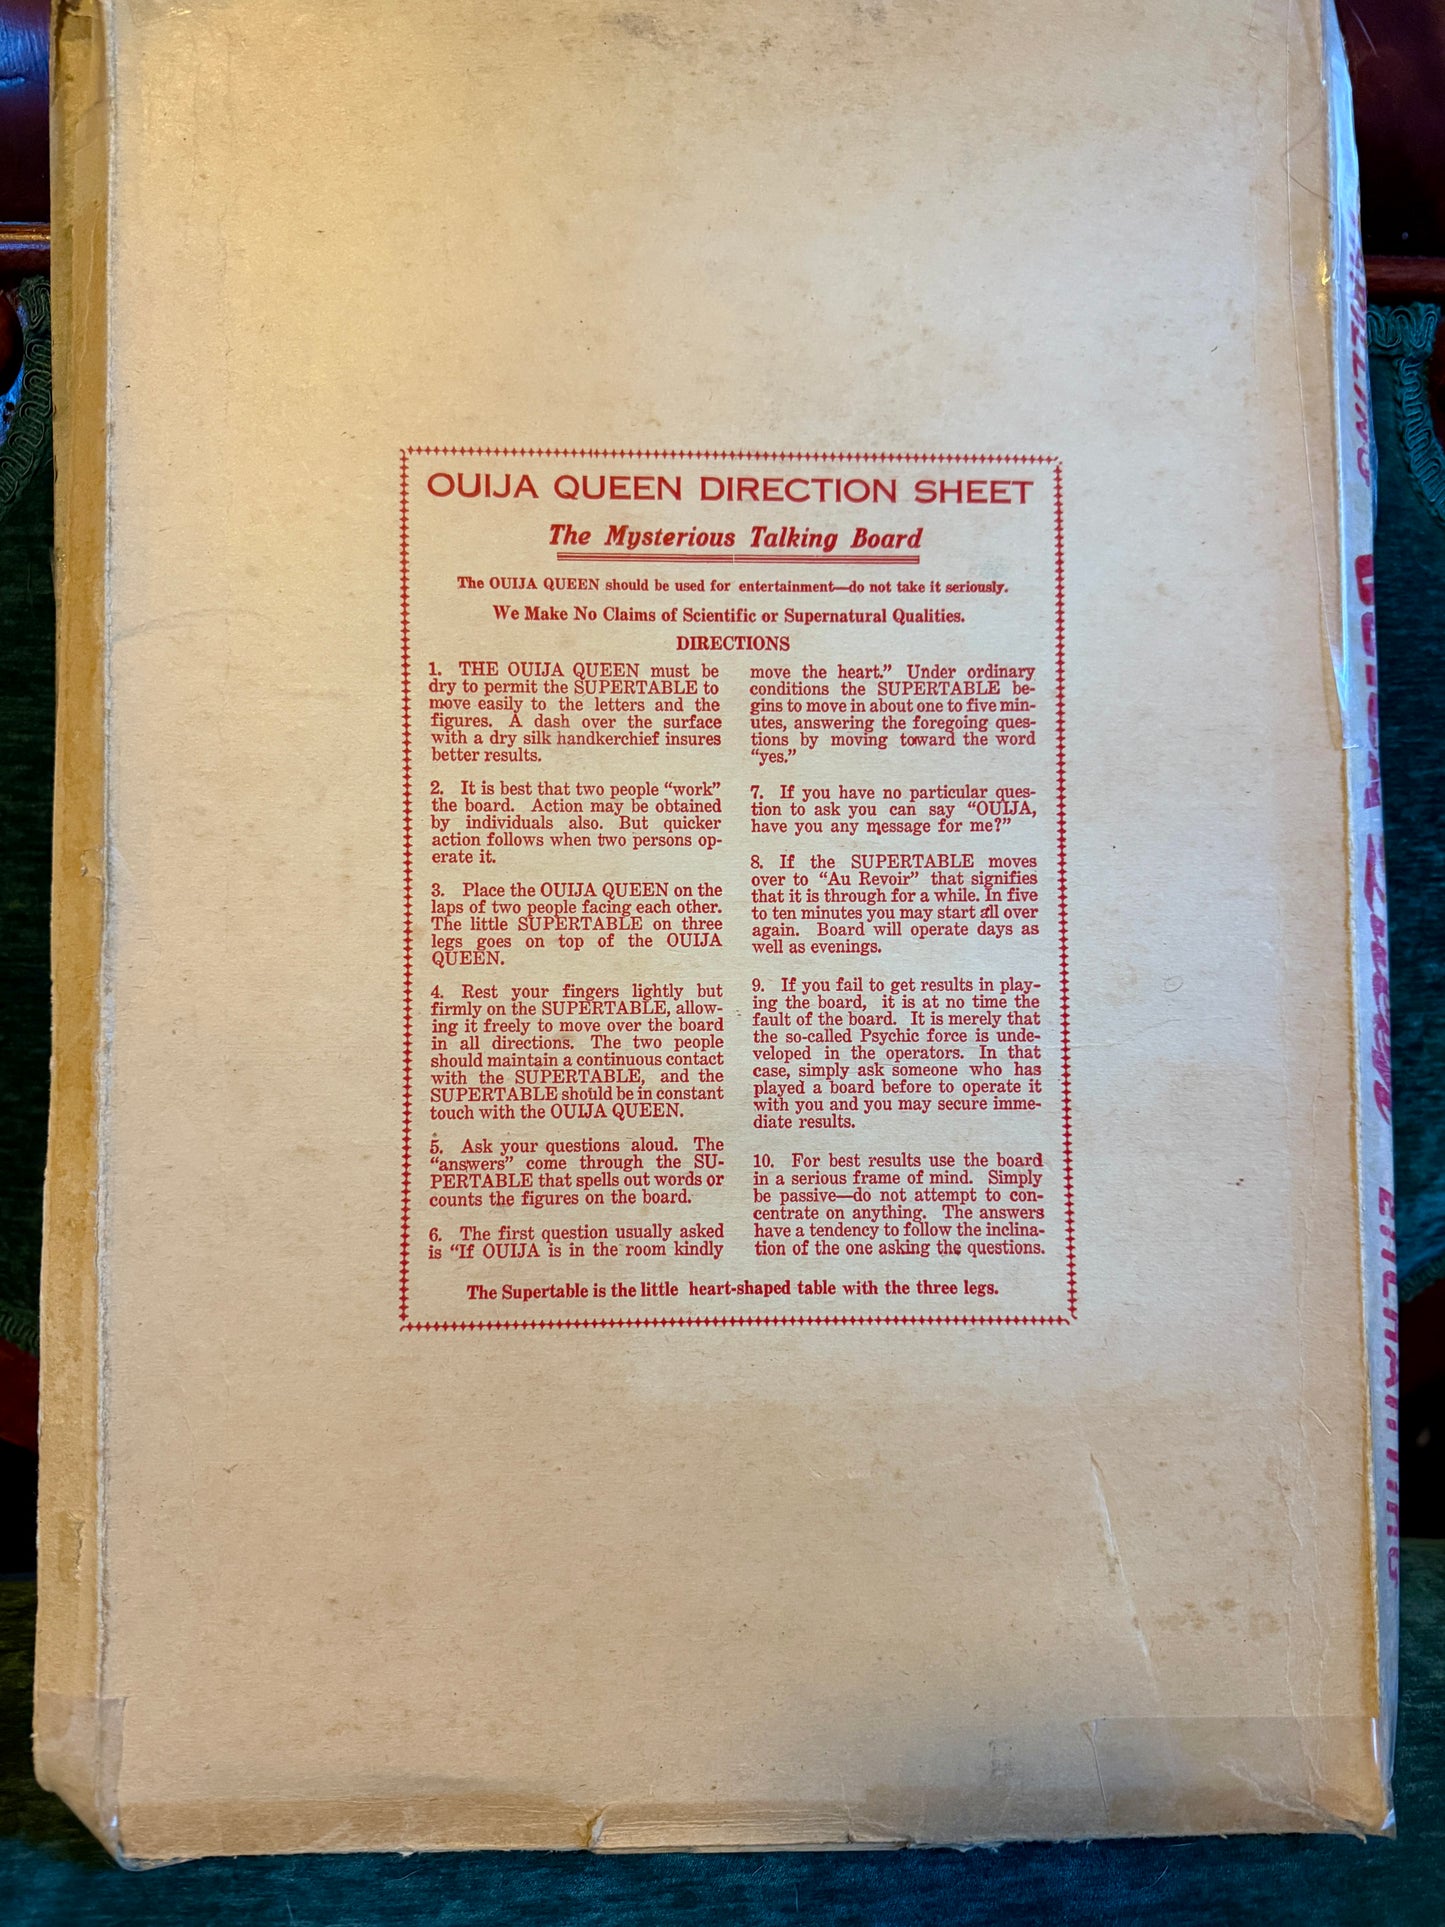 OUIJA QUEEN DIRECTION SHEET
The Mysterious Talking Board
The OUIJA QUEEN should be used for entertainment—do not take it seriously.
We Make No Claims of Scientific or Supernatural Qualities.
DIRECTIONS
1. THE OUIJA QUEEN must be
dry to permit the SUPERTABLE to
move easily to the letters and the
figures. A dash over the surface
with a dry silk handkerchief insures
better results.
2. It is best that two people “work”
the board. Action may be obtained
by individuals also. But quicker
action follows when two persons op-
erate it.
3. Place the OUIJA QUEEN on the
laps of two people facing each other.
The little SUPERTABLE on three
legs goes on top of the OUIJA
QUEEN.
4. Rest your fingers lightly but
firmly on the SUPERTABLE, allow-
ing it freely to move over the board
in all directions. The two people
should maintain a continuous contact
with the SUPERTABLE, and the
SUPERTABLE should be in constant
touch with the OUIJA QUEEN.
5. Ask your questions aloud. The
“answers” come through the SU-
PERTABLE that spells out words or
counts the figures on the board.
6. The first question usually asked
is “If OUIJA is in the room kindly
move the heart.” Under ordinary
conditions the SUPERTABLE be-
gins to move in about one to five min-
utes, answering the foregoing ques-
tions by moving toward the word
“yes.”
7. If you have no particular ques-
tion to ask you can say “OUIJA,
have you any message for me?”
8. If the SUPERTABLE moves
over to “Au Revoir” that signifies
that it is through for a while. In five
to ten minutes you may start all over
again. Board will operate days as
well as evenings.
9. If you fail to get results in play-
ing the board, it is at no time the
fault of the board. It is merely that
the so-called Psychic force is unde-
veloped in the operators. In that
case, simply ask someone who has
played a board before to operate it
with you and you may secure imme-
diate results.
10. For best results use the board
in a serious frame of mind. Simply
be passive—do not attempt to con-
centrate on anything. The answers
have a tendency to follow the inclina-
tion of the one asking the questions.
The Supertable is the little heart-shaped table with the three legs.
THRILLING
OUIJA Queen
ENCHANTING